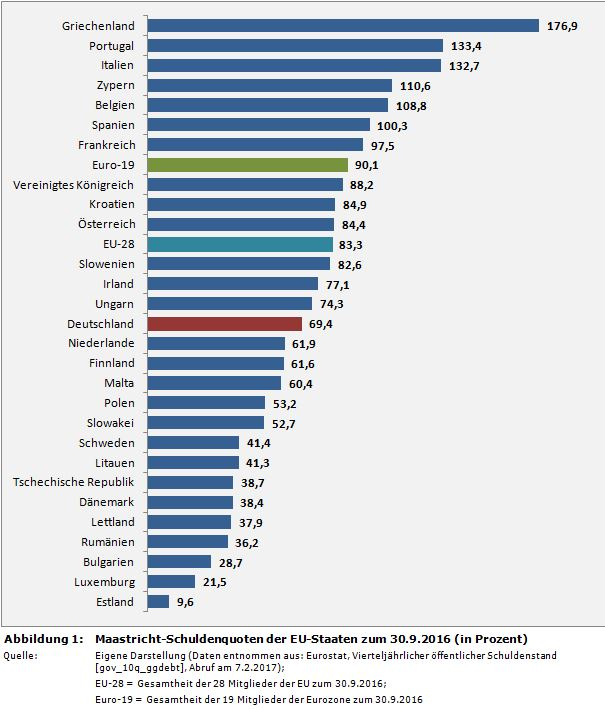 Griechenland 176,9
Portugal 133,4
Italien 132,7
Zypern 110,6
Belgien 108,8
Spanien 100,3
Frankreich 97,5
Euro-19 90,1
Vereinigtes Königreich 88,2
Kroatien 84,9
Österreich 84,4
EU-28 83,3
Slowenien 82,6
Irland 77,1
Ungarn 74,3
Deutschland 69,4
Niederlande 61,9
Finnland 61,6
Malta 60,4
Polen 53,2
Slowakei 52,7
Schweden 41,4
Litauen 41,3
Tschechische Republik 38,7
Dänemark 38,4
Lettland 37,9
Rumänien 36,2
Bulgarien 28,7
Luxemburg 21,5
Estland 9,6
Abbildung 1: Maastricht-Schuldenquoten der EU-Staaten zum 30.9.2016 (in Prozent)
Quelle: Eigene Darstellung (Daten entnommen aus: Eurostat, Vierteljährlicher öffentlicher Schuldenstand
[gov_10q_ggdebt], Abruf am 7.2.2017);
EU-28 = Gesamtheit der 28 Mitglieder der EU zum 30.9.2016;
Euro-19 = Gesamtheit der 19 Mitglieder der Eurozone zum 30.9.2016